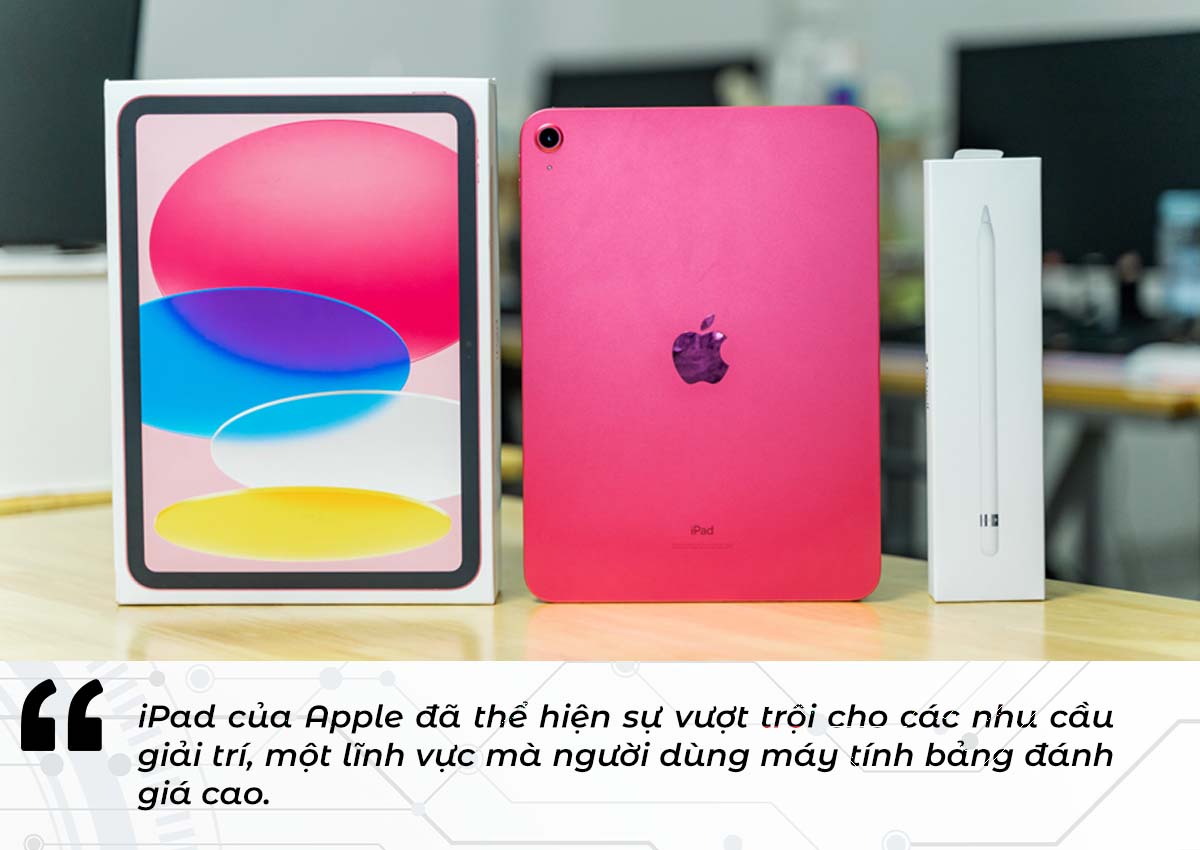 iPad
iPad của Apple đã thể hiện sự vượt trội cho các nhu cầu
giải trí, một lĩnh vực mà người dùng máy tính bảng đánh
giá cao.